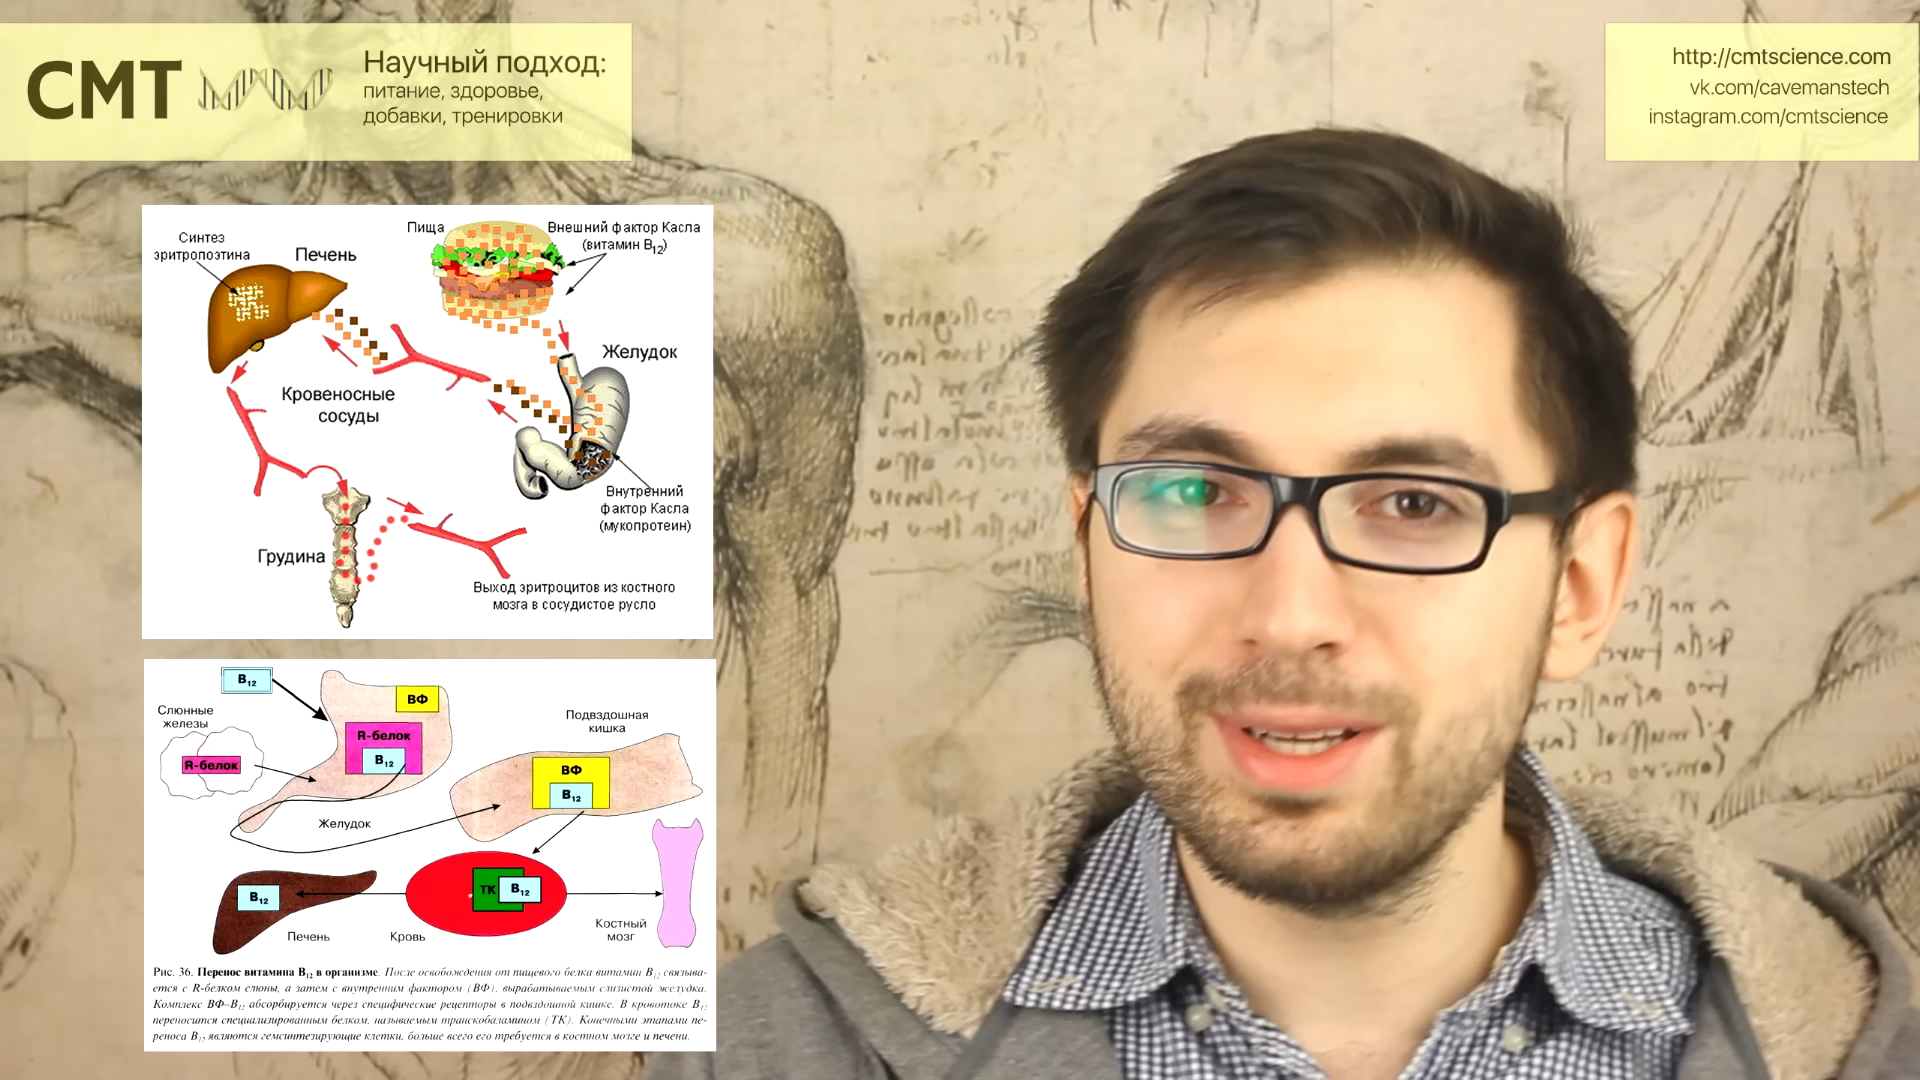 CMT
Научный подход:
питание, здоровье,
добавки, тренировки
http://cmtscience.com
vk.com/cavemanstech
instagram.com/cmtscience
Синтез
эритропоэтина
Печень
Пища
Внешний фактор Касла
(витамин B12)
Желудок
Кровеносные
сосуды
Внутренний
фактор Касла
(мукопротеин)
Грудина
Выход эритроцитов из костного
мозга в сосудистое русло
B12
ВФ
Слюнные
железы
R-белок
R-белок
B12
Желудок
Подвздошная
кишка
ВФ
B12
B12
Печень
ТК
B12
Кровь
Костный
мозг
Рис. 36. Перенос витамина B12 в организме. После освобождения от пищевого белка витамин B12 связыва-
ется с R-белком слюны, а затем с внутренним фактором (ВФ), вырабатываемым слизистой желудка.
Комплекс ВФ–B12 абсорбируется через специфические рецепторы в подвздошной кишке. В кровотоке B12
переносится специализированным белком, называемым транскобаламином (ТК). Конечными этапами пе-
реноса B12 являются гемсинтезирующие клетки, больше всего его требуется в костном мозге и печени.